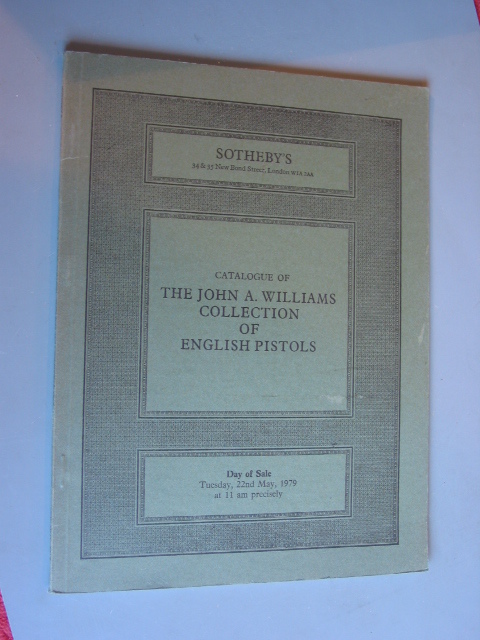 SOTHEBY'S
34 & 35 New Bond Street, London W1A 2AA
CATALOGUE OF
THE JOHN A. WILLIAMS
COLLECTION
OF
ENGLISH PISTOLS
Day of Sale
Tuesday, 22nd May, 1979
at 11 am precisely